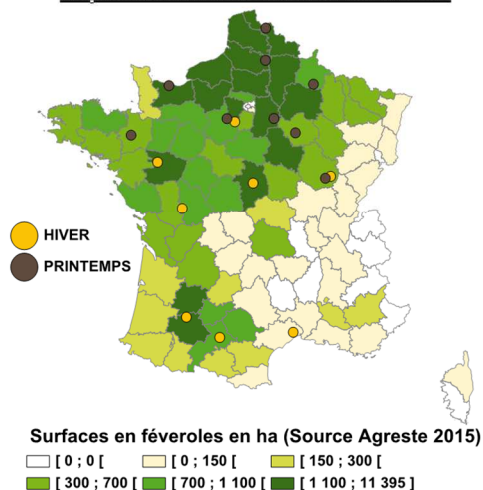 HIVER
PRINTEMPS
Surfaces en féveroles en ha (Source Agreste 2015)
[ 0 ; 0 [ [ 0 ; 150 [ [ 150 ; 300 [
[ 300 ; 700 [ [ 700 ; 1 100 [ [ 1 100 ; 11 395 ]